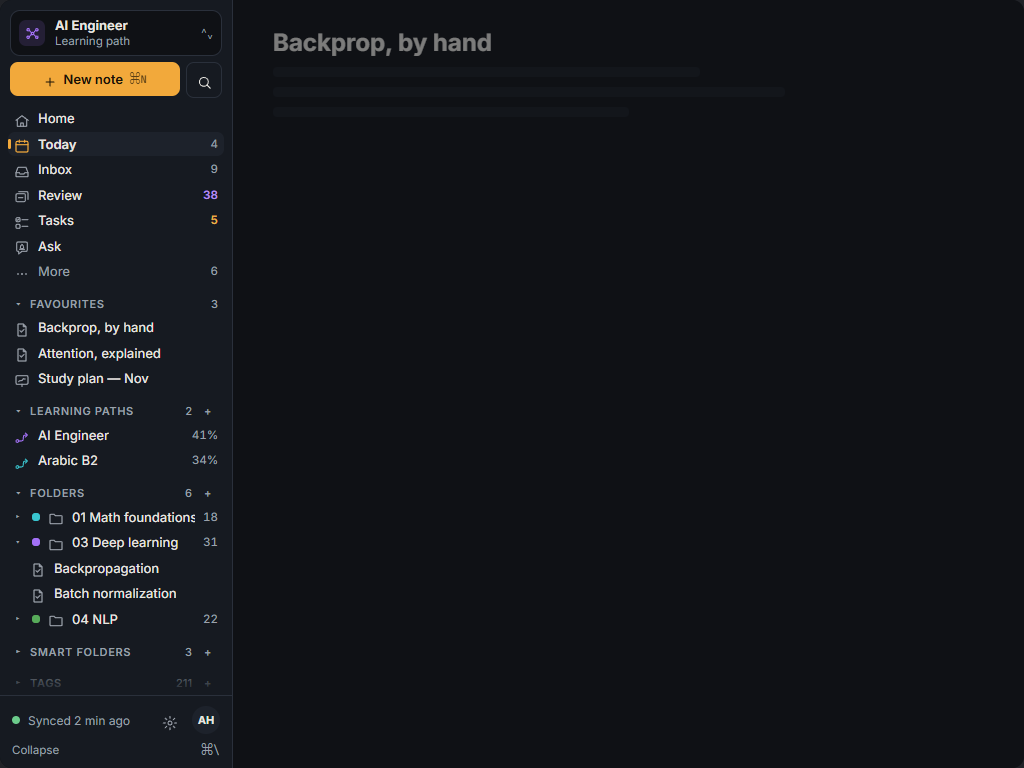 AI Engineer
Learning path
+ New note ⌘N
Home
Today 4
Inbox 9
Review 38
Tasks 5
Ask
More 6
FAVOURITES 3
Backprop, by hand
Attention, explained
Study plan — Nov
LEARNING PATHS 2 +
AI Engineer 41%
Arabic B2 34%
FOLDERS 6 +
01 Math foundations 18
03 Deep learning 31
Backpropagation
Batch normalization
04 NLP 22
SMART FOLDERS 3 +
TAGS 211 +
Synced 2 min ago AH
Collapse ⌘\
Backprop, by hand